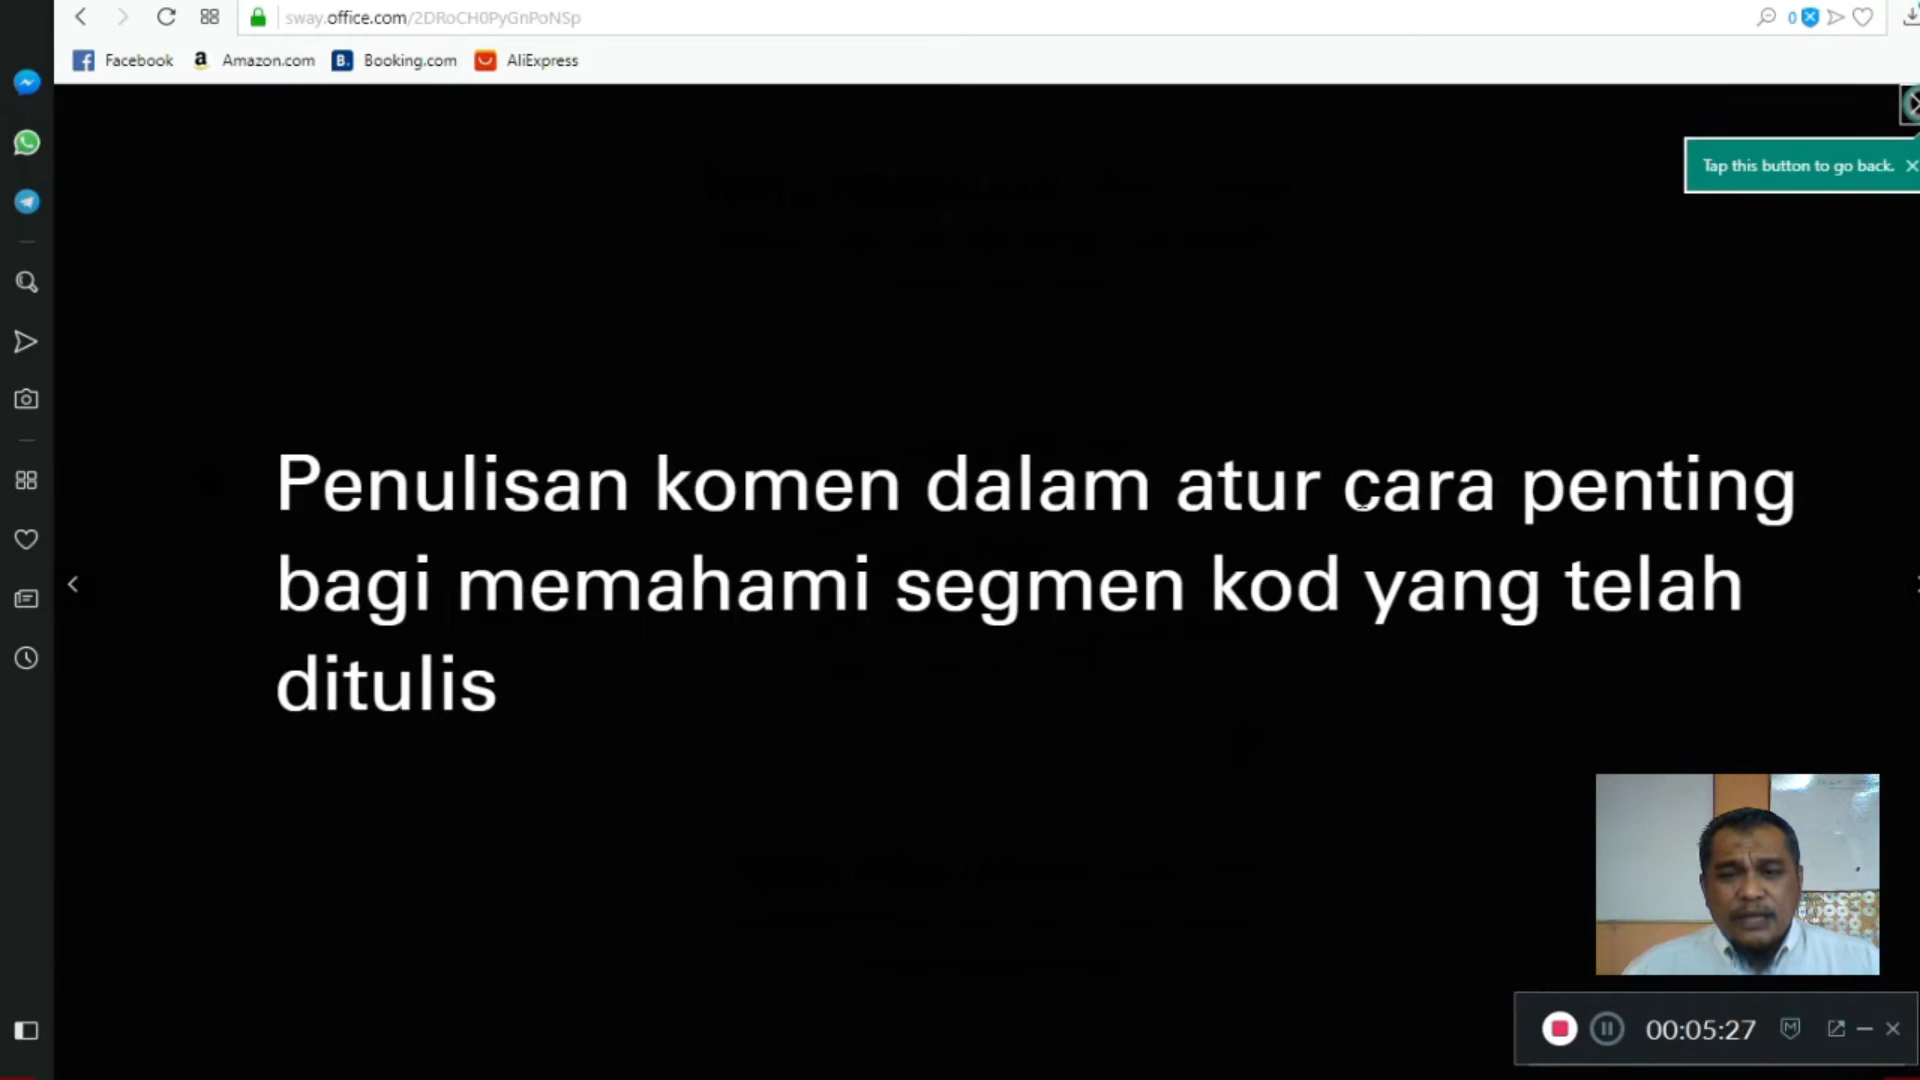 sway.office.com/2DRoCH0PyGnPoNSp
0
Facebook
Amazon.com
Booking.com
AliExpress
Tap this button to go back.
Penulisan komen dalam atur cara penting
bagi memahami segmen kod yang telah
ditulis
00:05:27